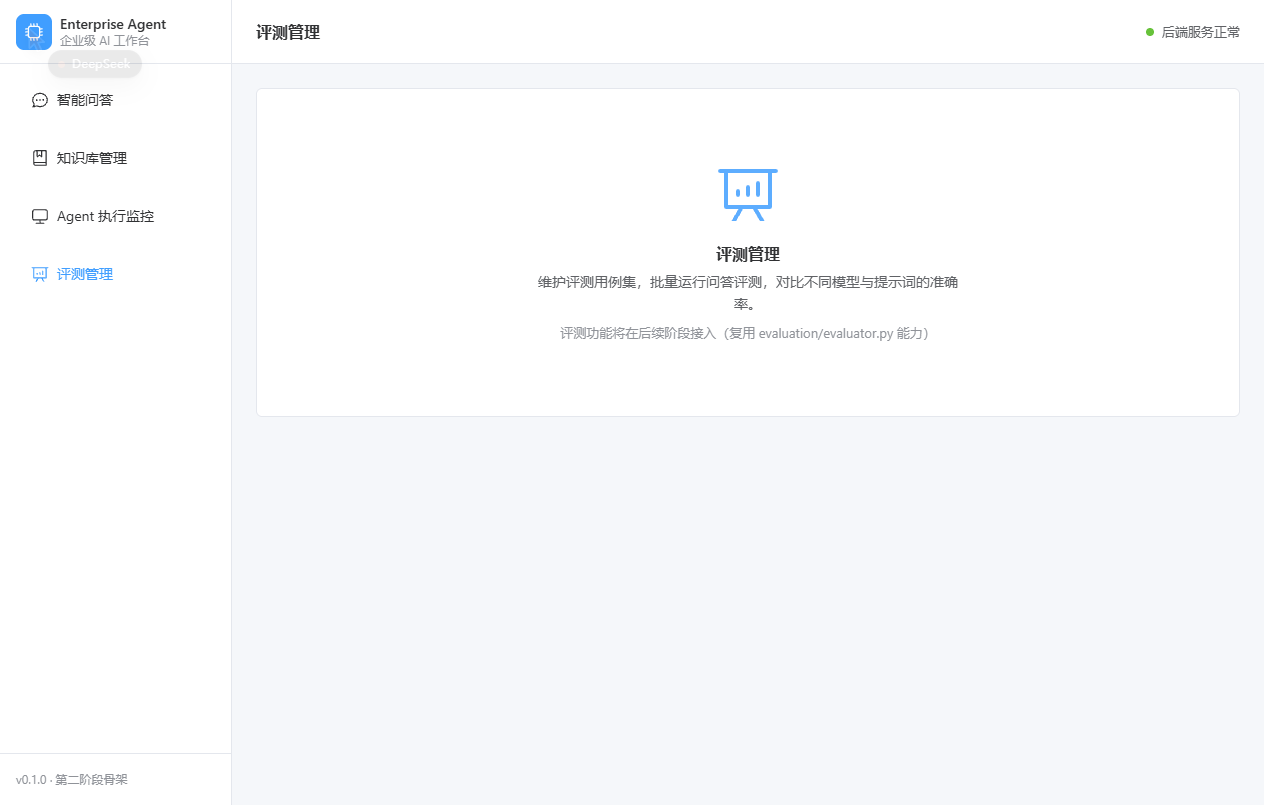 Enterprise Agent
企业级 AI 工作台
DeepSeek
智能问答
知识库管理
Agent 执行监控
评测管理
v0.1.0 · 第二阶段骨架
评测管理
后端服务正常
评测管理
维护评测用例集，批量运行问答评测，对比不同模型与提示词的准确
率。
评测功能将在后续阶段接入（复用 evaluation/evaluator.py 能力）